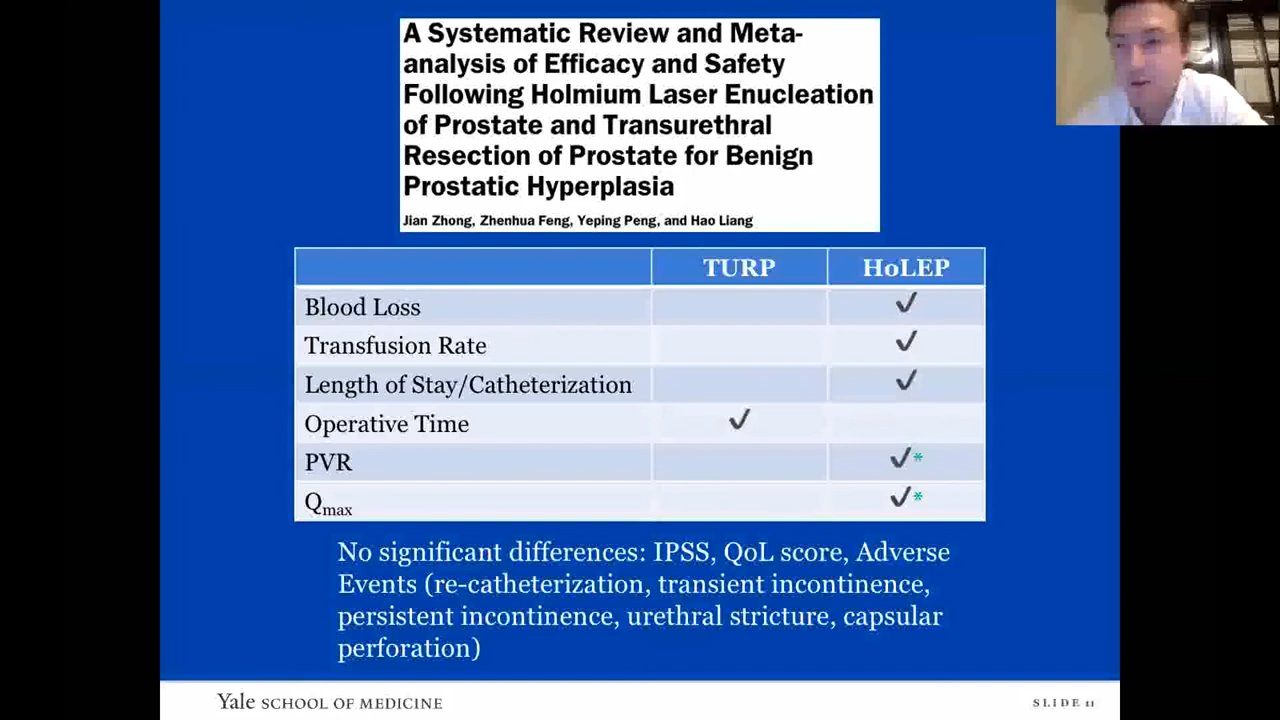 A Systematic Review and Meta-
analysis of Efficacy and Safety
Following Holmium Laser Enucleation
of Prostate and Transurethral
Resection of Prostate for Benign
Prostatic Hyperplasia
Jian Zhong, Zhenhua Feng, Yeping Peng, and Hao Liang
TURP HoLEP
Blood Loss ✓
Transfusion Rate ✓
Length of Stay/Catheterization ✓
Operative Time ✓
PVR ✓*
Qmax ✓*
No significant differences: IPSS, QoL score, Adverse
Events (re-catheterization, transient incontinence,
persistent incontinence, urethral stricture, capsular
perforation)
Yale SCHOOL OF MEDICINE SLIDE 11